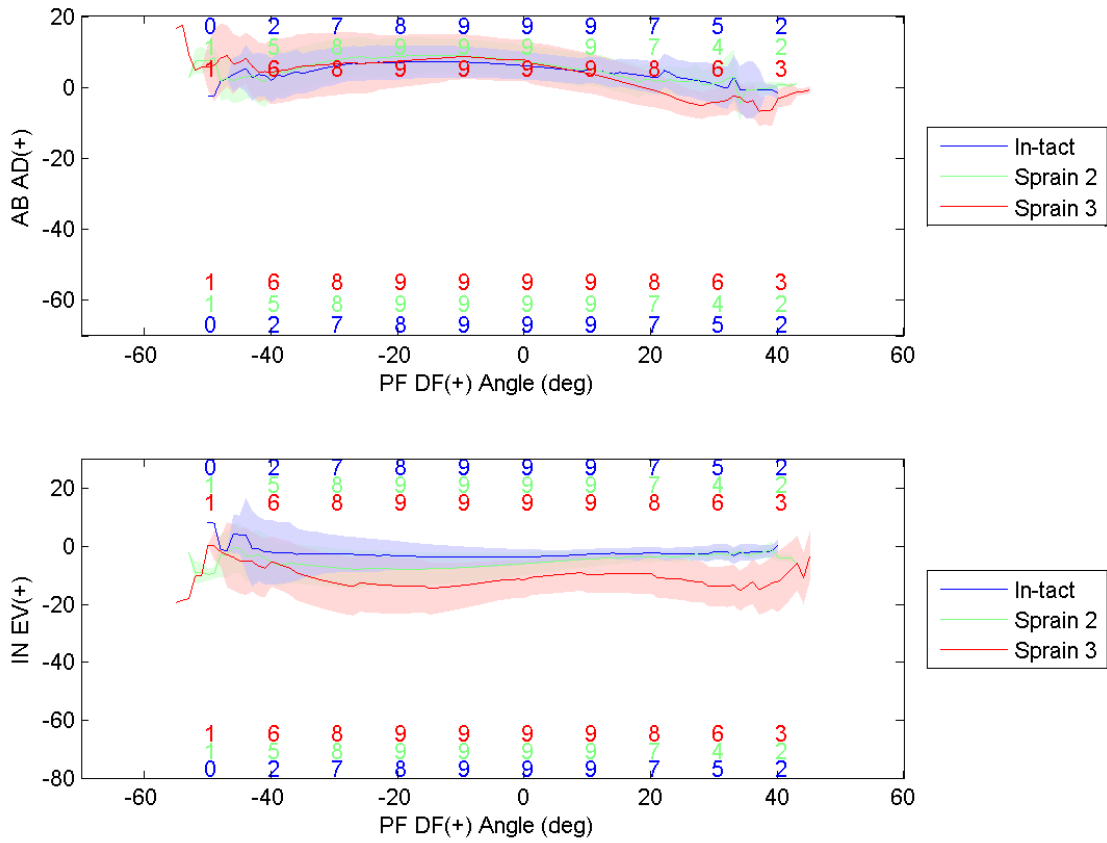 20
0 2 7 8 9 9 9 7 5 2
1 5 8 9 9 9 9 7 4 2
1 6 8 9 9 9 9 8 6 3
0
-20
-40
-60
AB AD(+)
1 6 8 9 9 9 9 8 6 3
1 5 8 9 9 9 9 7 4 2
0 2 7 8 9 9 9 7 5 2
-60 -40 -20 0 20 40 60
PF DF(+) Angle (deg)
In-tact
Sprain 2
Sprain 3
0 2 7 8 9 9 9 7 5 2
1 5 8 9 9 9 9 7 4 2
1 6 8 9 9 9 9 8 6 3
20
0
-20
-40
-60
-80
IN EV(+)
1 6 8 9 9 9 9 8 6 3
1 5 8 9 9 9 9 7 4 2
0 2 7 8 9 9 9 7 5 2
-60 -40 -20 0 20 40 60
PF DF(+) Angle (deg)
In-tact
Sprain 2
Sprain 3